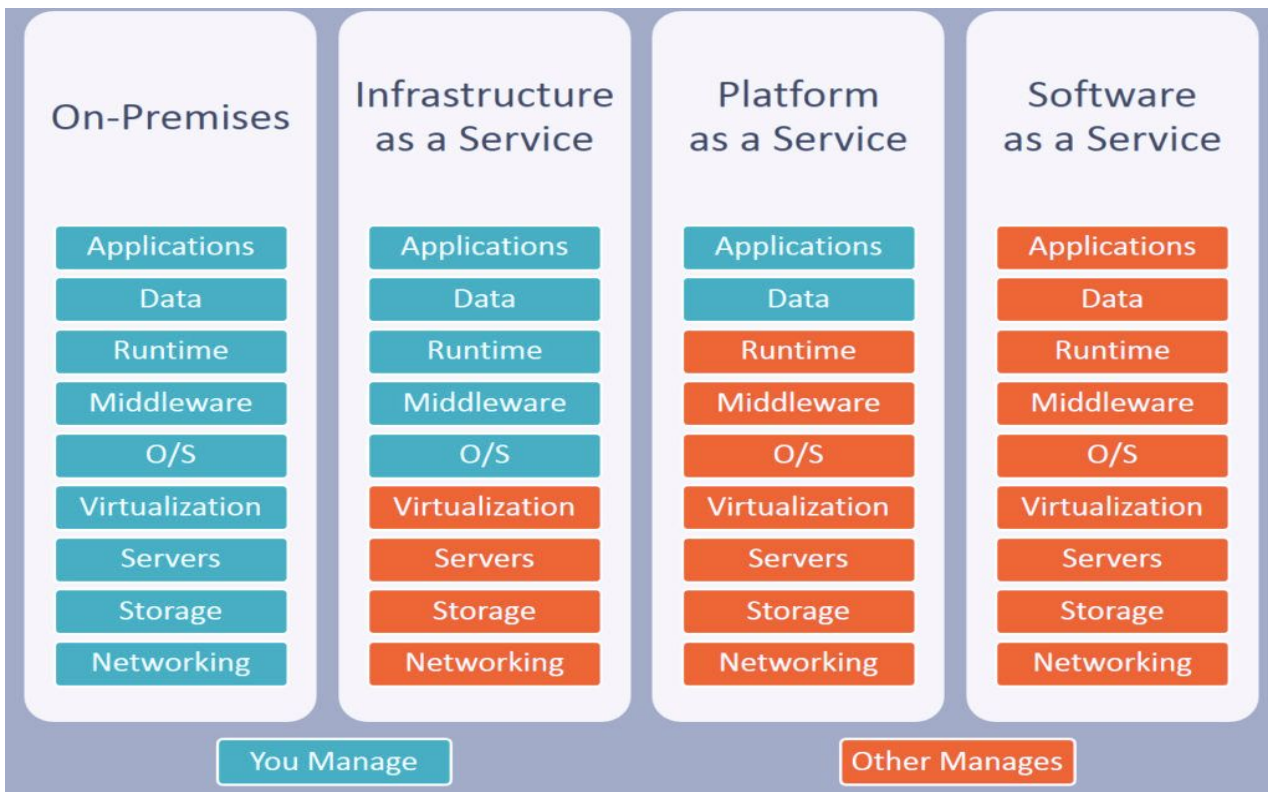 On-Premises
Applications
Data
Runtime
Middleware
O/S
Virtualization
Servers
Storage
Networking
Infrastructure
as a Service
Applications
Data
Runtime
Middleware
O/S
Virtualization
Servers
Storage
Networking
Platform
as a Service
Applications
Data
Runtime
Middleware
O/S
Virtualization
Servers
Storage
Networking
Software
as a Service
Applications
Data
Runtime
Middleware
O/S
Virtualization
Servers
Storage
Networking
You Manage
Other Manages